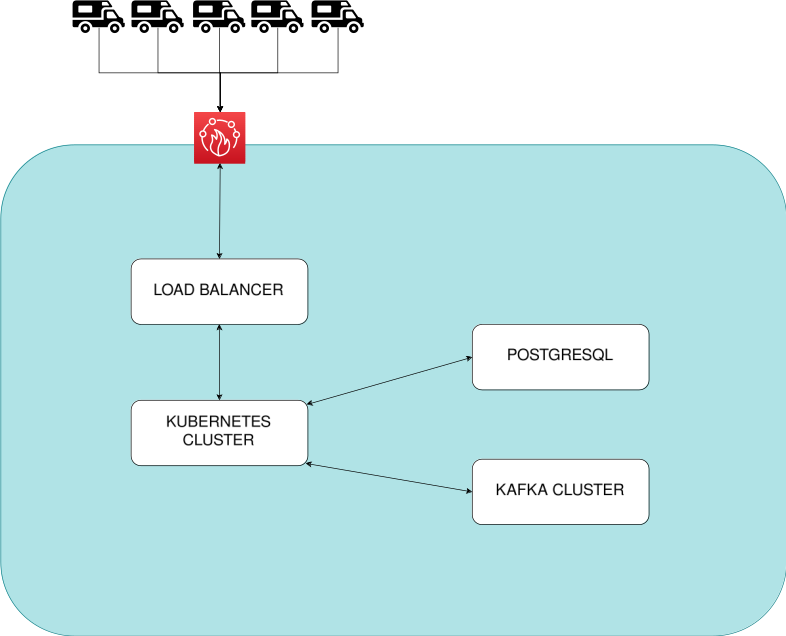 LOAD BALANCER
POSTGRESQL
KUBERNETES
CLUSTER
KAFKA CLUSTER